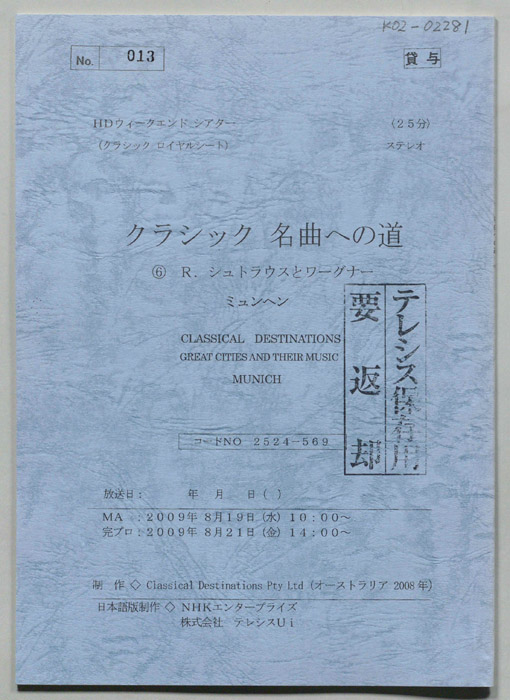 K02-02281
No. 013
貸与
HDウィークエンド シアター (25分)
(クラシック ロイヤルシート) ステレオ
クラシック 名曲への道
⑥ R. シュトラウスとワーグナー
ミュンヘン
CLASSICAL DESTINATIONS
GREAT CITIES AND THEIR MUSIC
MUNICH
テレシス保有用
要返却
コードNO 2524-569
放送日: 年 月 日( )
MA :2009年 8月19日(水) 10:00~
完プロ:2009年 8月21日(金) 14:00~
制 作 ◇ Classical Destinations Pty Ltd (オーストラリア 2008年)
日本語版制作 ◇ NHKエンタープライズ
株式会社 テレシスUi